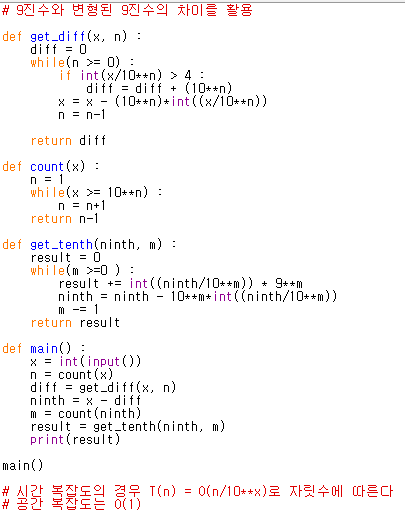 # 9진수와 변형된 9진수의 차이를 활용
def get_diff(x, n) :
    diff = 0
    while(n >= 0) :
        if int(x/10**n) > 4 :
            diff = diff + (10**n)
        x = x - (10**n)*int((x/10**n))
        n = n-1
    return diff
def count(x) :
    n = 1
    while(x >= 10**n) :
        n = n+1
    return n-1
def get_tenth(ninth, m) :
    result = 0
    while(m >=0 ) :
        result += int((ninth/10**m)) * 9**m
        ninth = ninth - 10**m*int((ninth/10**m))
        m -= 1
    return result
def main() :
    x = int(input())
    n = count(x)
    diff = get_diff(x, n)
    ninth = x - diff
    m = count(ninth)
    result = get_tenth(ninth, m)
    print(result)
main()
# 시간 복잡도의 경우 T(n) = O(n/10**x)로 자릿수에 따른다
# 공간 복잡도는 O(1)